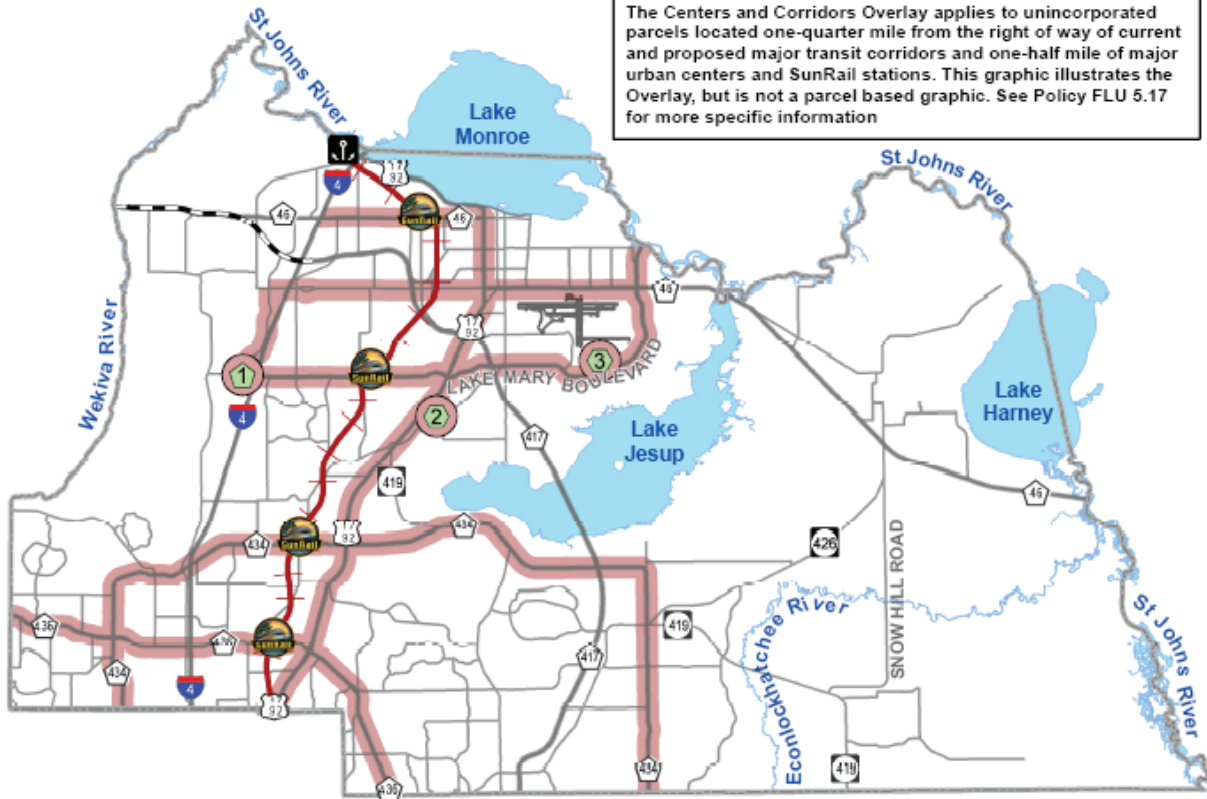 The Centers and Corridors Overlay applies to unincorporated
parcels located one-quarter mile from the right of way of current
and proposed major transit corridors and one-half mile of major
urban centers and SunRail stations. This graphic illustrates the
Overlay, but is not a parcel based graphic. See Policy FLU 5.17
for more specific information
St Johns River
Lake
Monroe
St Johns River
17
92
4
46
SunRail
46
46
Wekiva River
17
92
1
SunRail
3
LAKE MARY BOULEVARD
4
2
Lake
Harney
417
Lake
Jesup
419
46
434
SunRail
17
92
434
426
SNOW HILL ROAD
Econlockhatchee River
St Johns River
436
436
SunRail
419
417
434
4
17
92
436
434
419